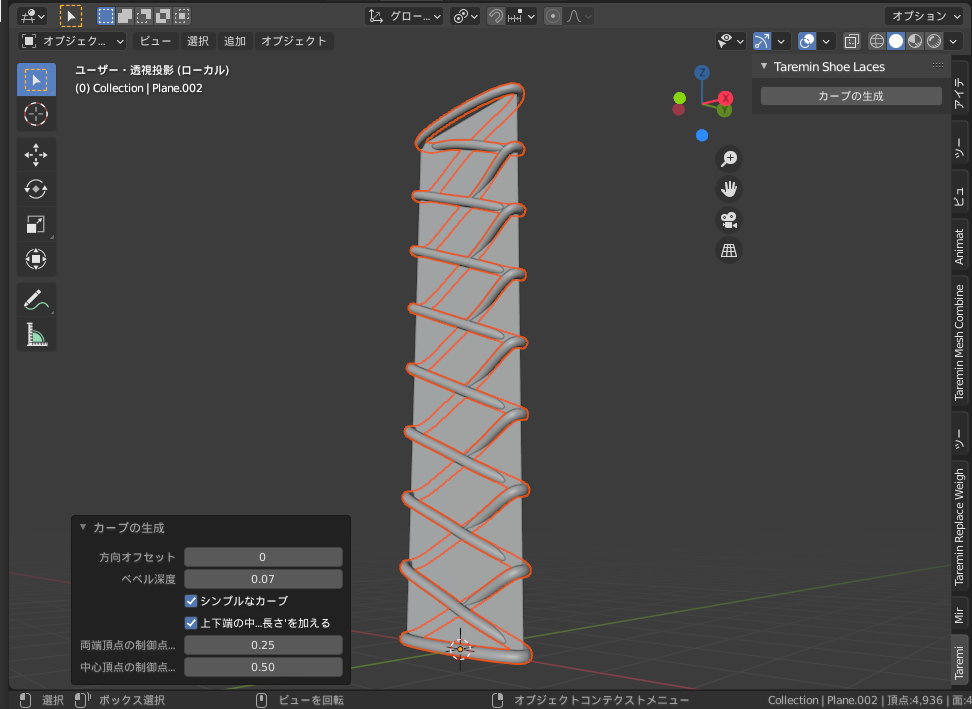 グロー...
オプション
オブジェク...
ビュー
選択
追加
オブジェクト
ユーザー・透視投影 (ローカル)
(0) Collection | Plane.002
Z
X
Y
Taremin Shoe Laces
カーブの生成
アイテ
ツー
ビュ
Animat
Taremin Mesh Combine
ツー
Taremin Replace Weigh
Mir
Taremi
カーブの生成
方向オフセット 0
ベベル深度 0.07
シンプルなカーブ
上下端の中...長さ'を加える
両端頂点の制御点... 0.25
中心頂点の制御点... 0.50
選択
ボックス選択
ビューを回転
オブジェクトコンテクストメニュー
Collection | Plane.002 | 頂点:4,936 | 面:4